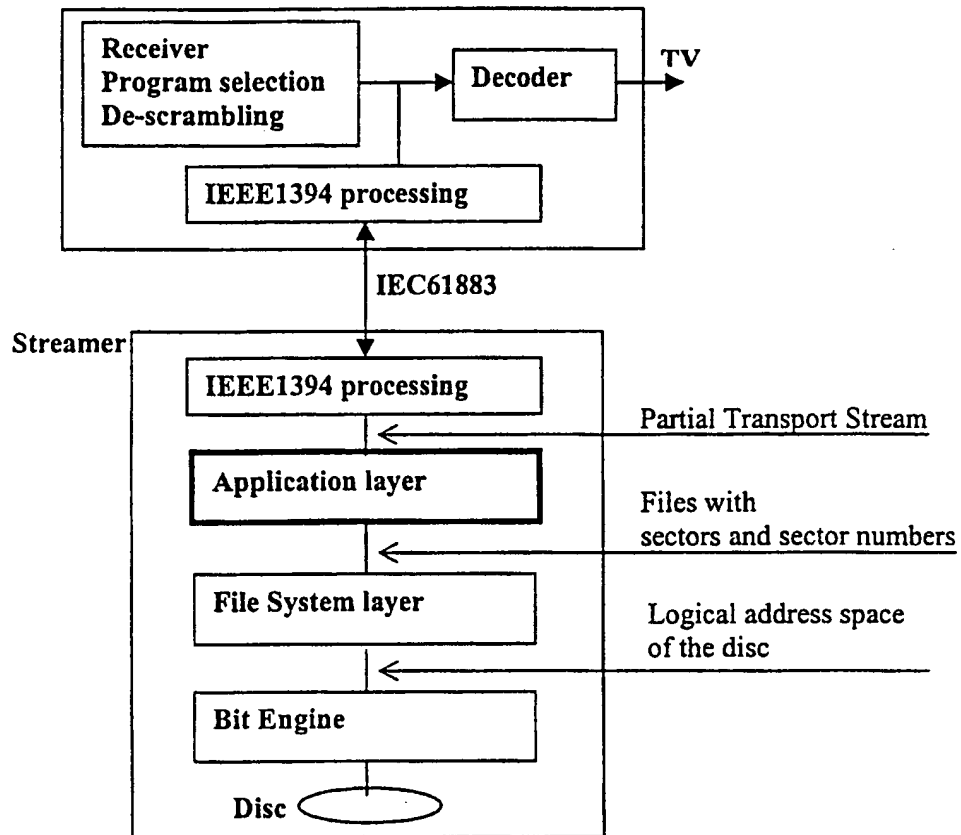 Receiver
Program selection
De-scrambling
Decoder
TV
IEEE1394 processing
IEC61883
Streamer
IEEE1394 processing
Partial Transport Stream
Application layer
Files with
sectors and sector numbers
File System layer
Logical address space
of the disc
Bit Engine
Disc